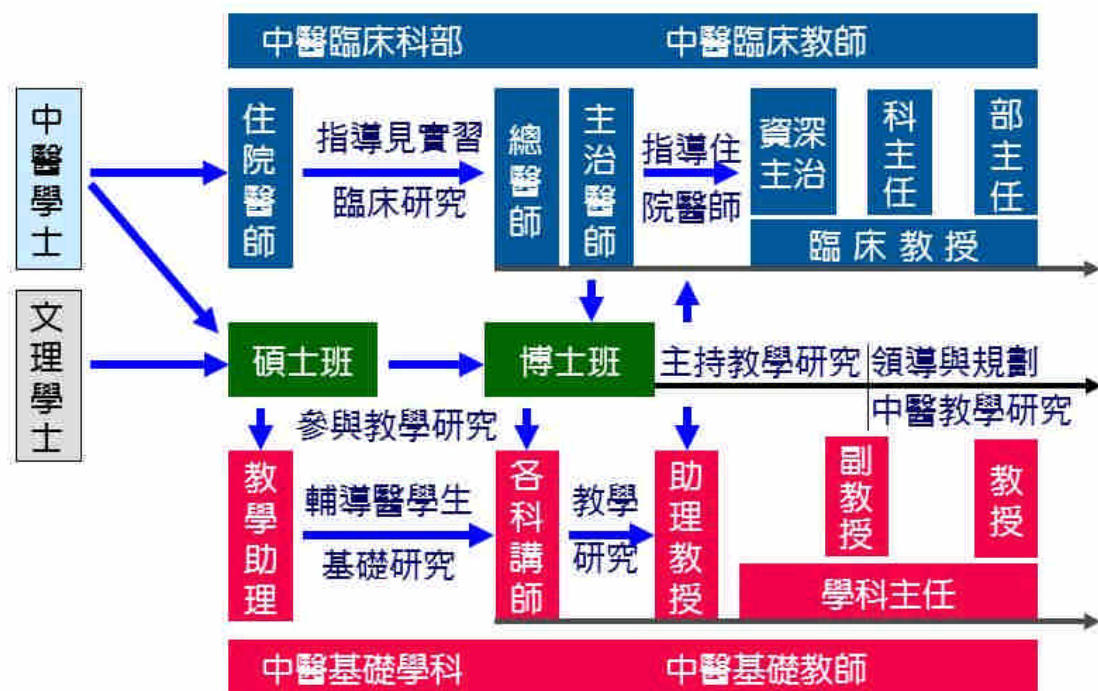 中醫臨床科部
中醫臨床教師
中醫學士
住院醫師
指導見實習
臨床研究
總醫師
主治醫師
指導住
院醫師
資深
主治
科主任
部主任
臨床教授
文理學士
碩士班
博士班
主持教學研究
領導與規劃
中醫教學研究
參與教學研究
教學助理
輔導醫學生
基礎研究
各科講師
教學
研究
助理教授
副教授
教授
學科主任
中醫基礎學科
中醫基礎教師